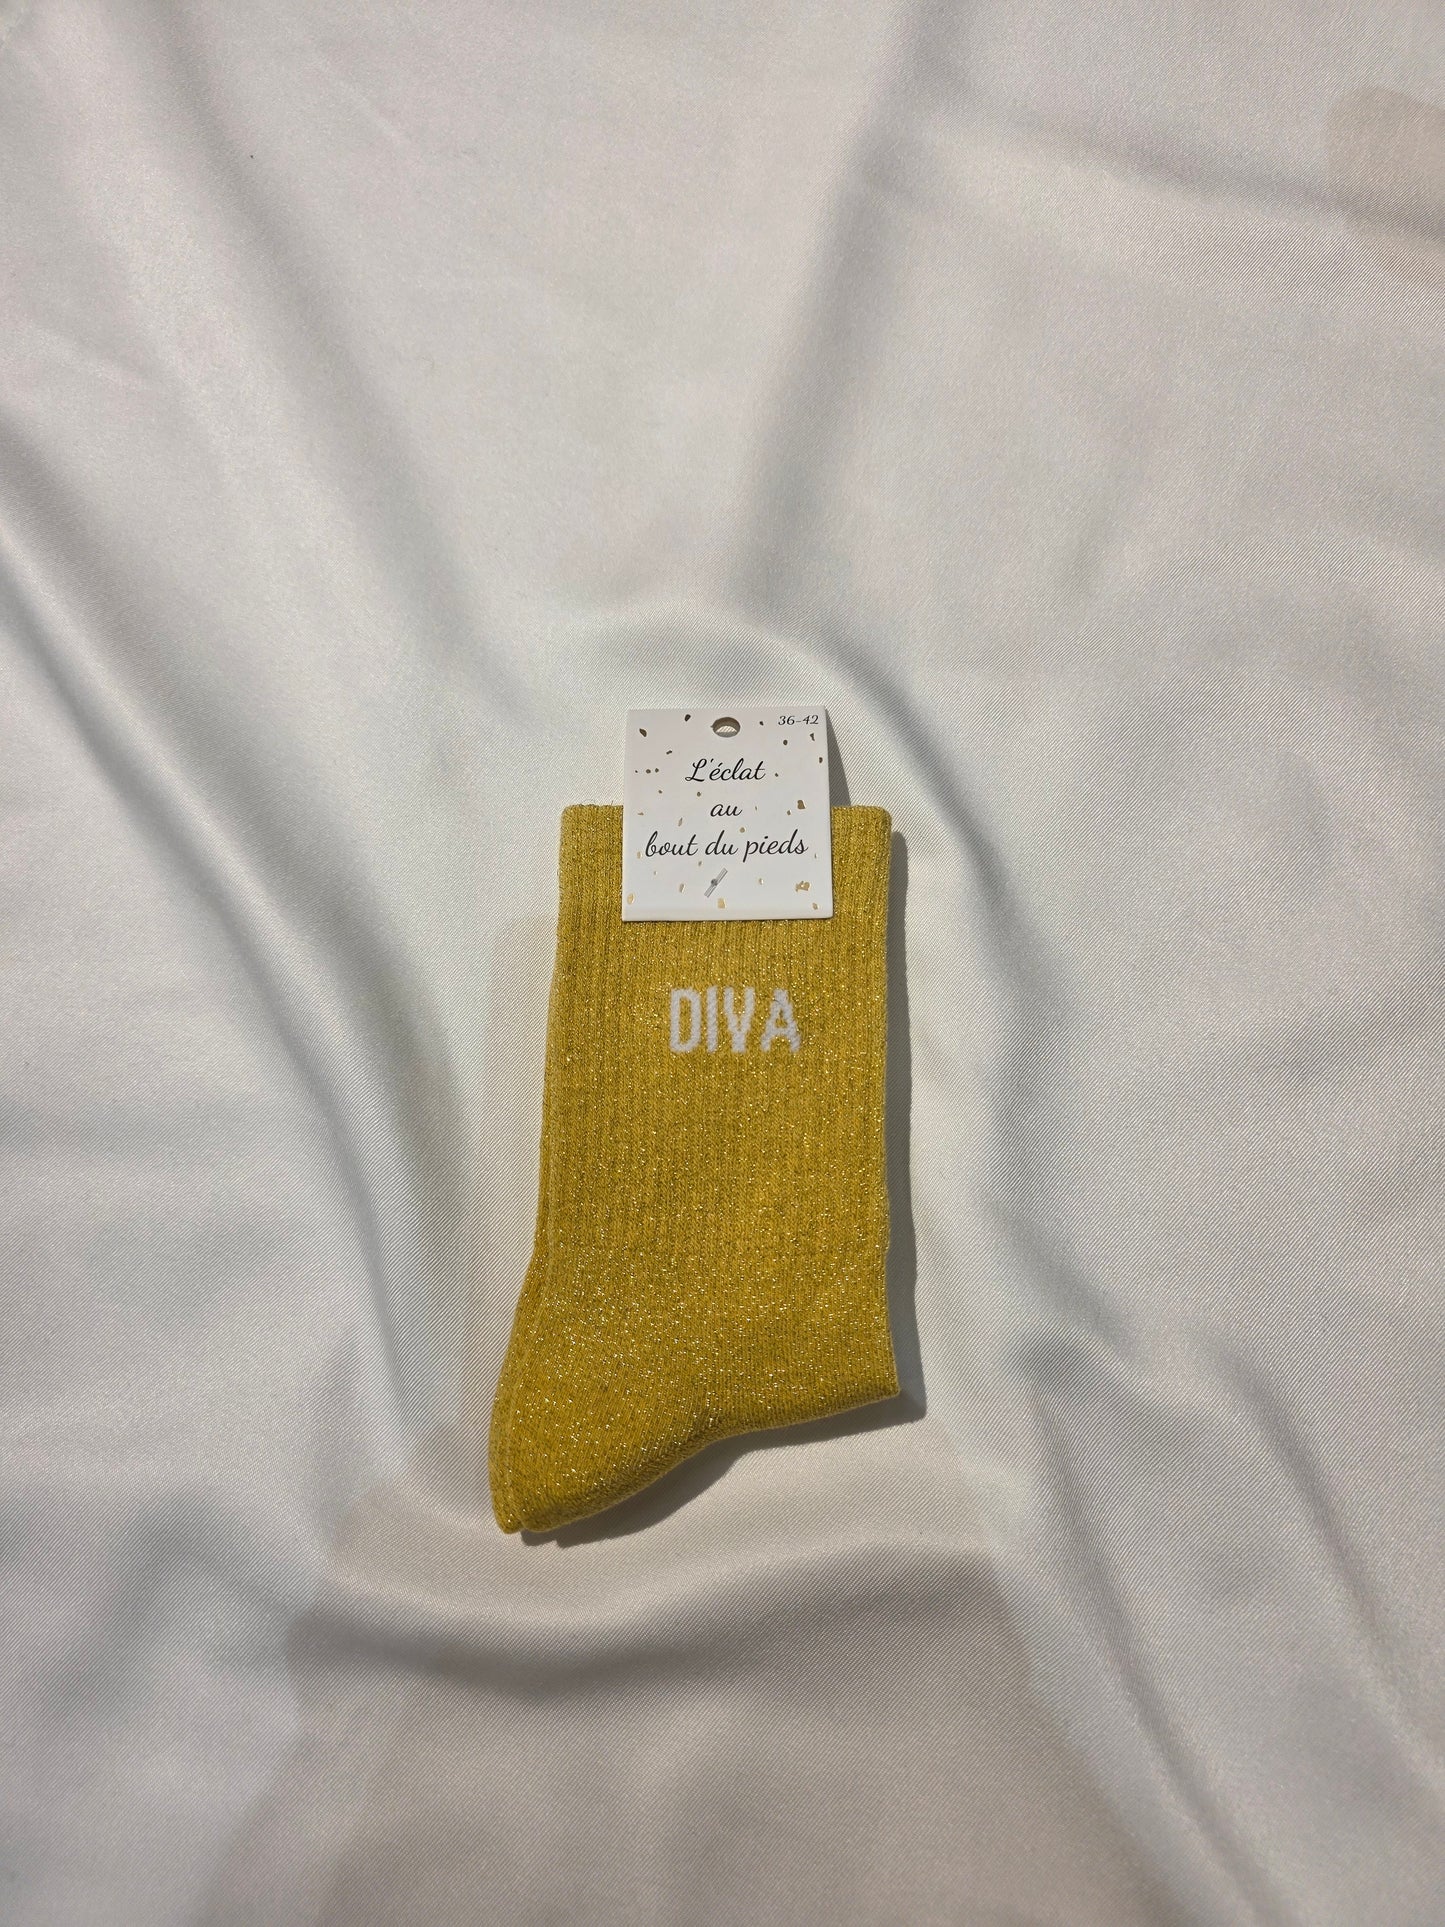 36-42
L'éclat
au
bout du pieds
DIVA